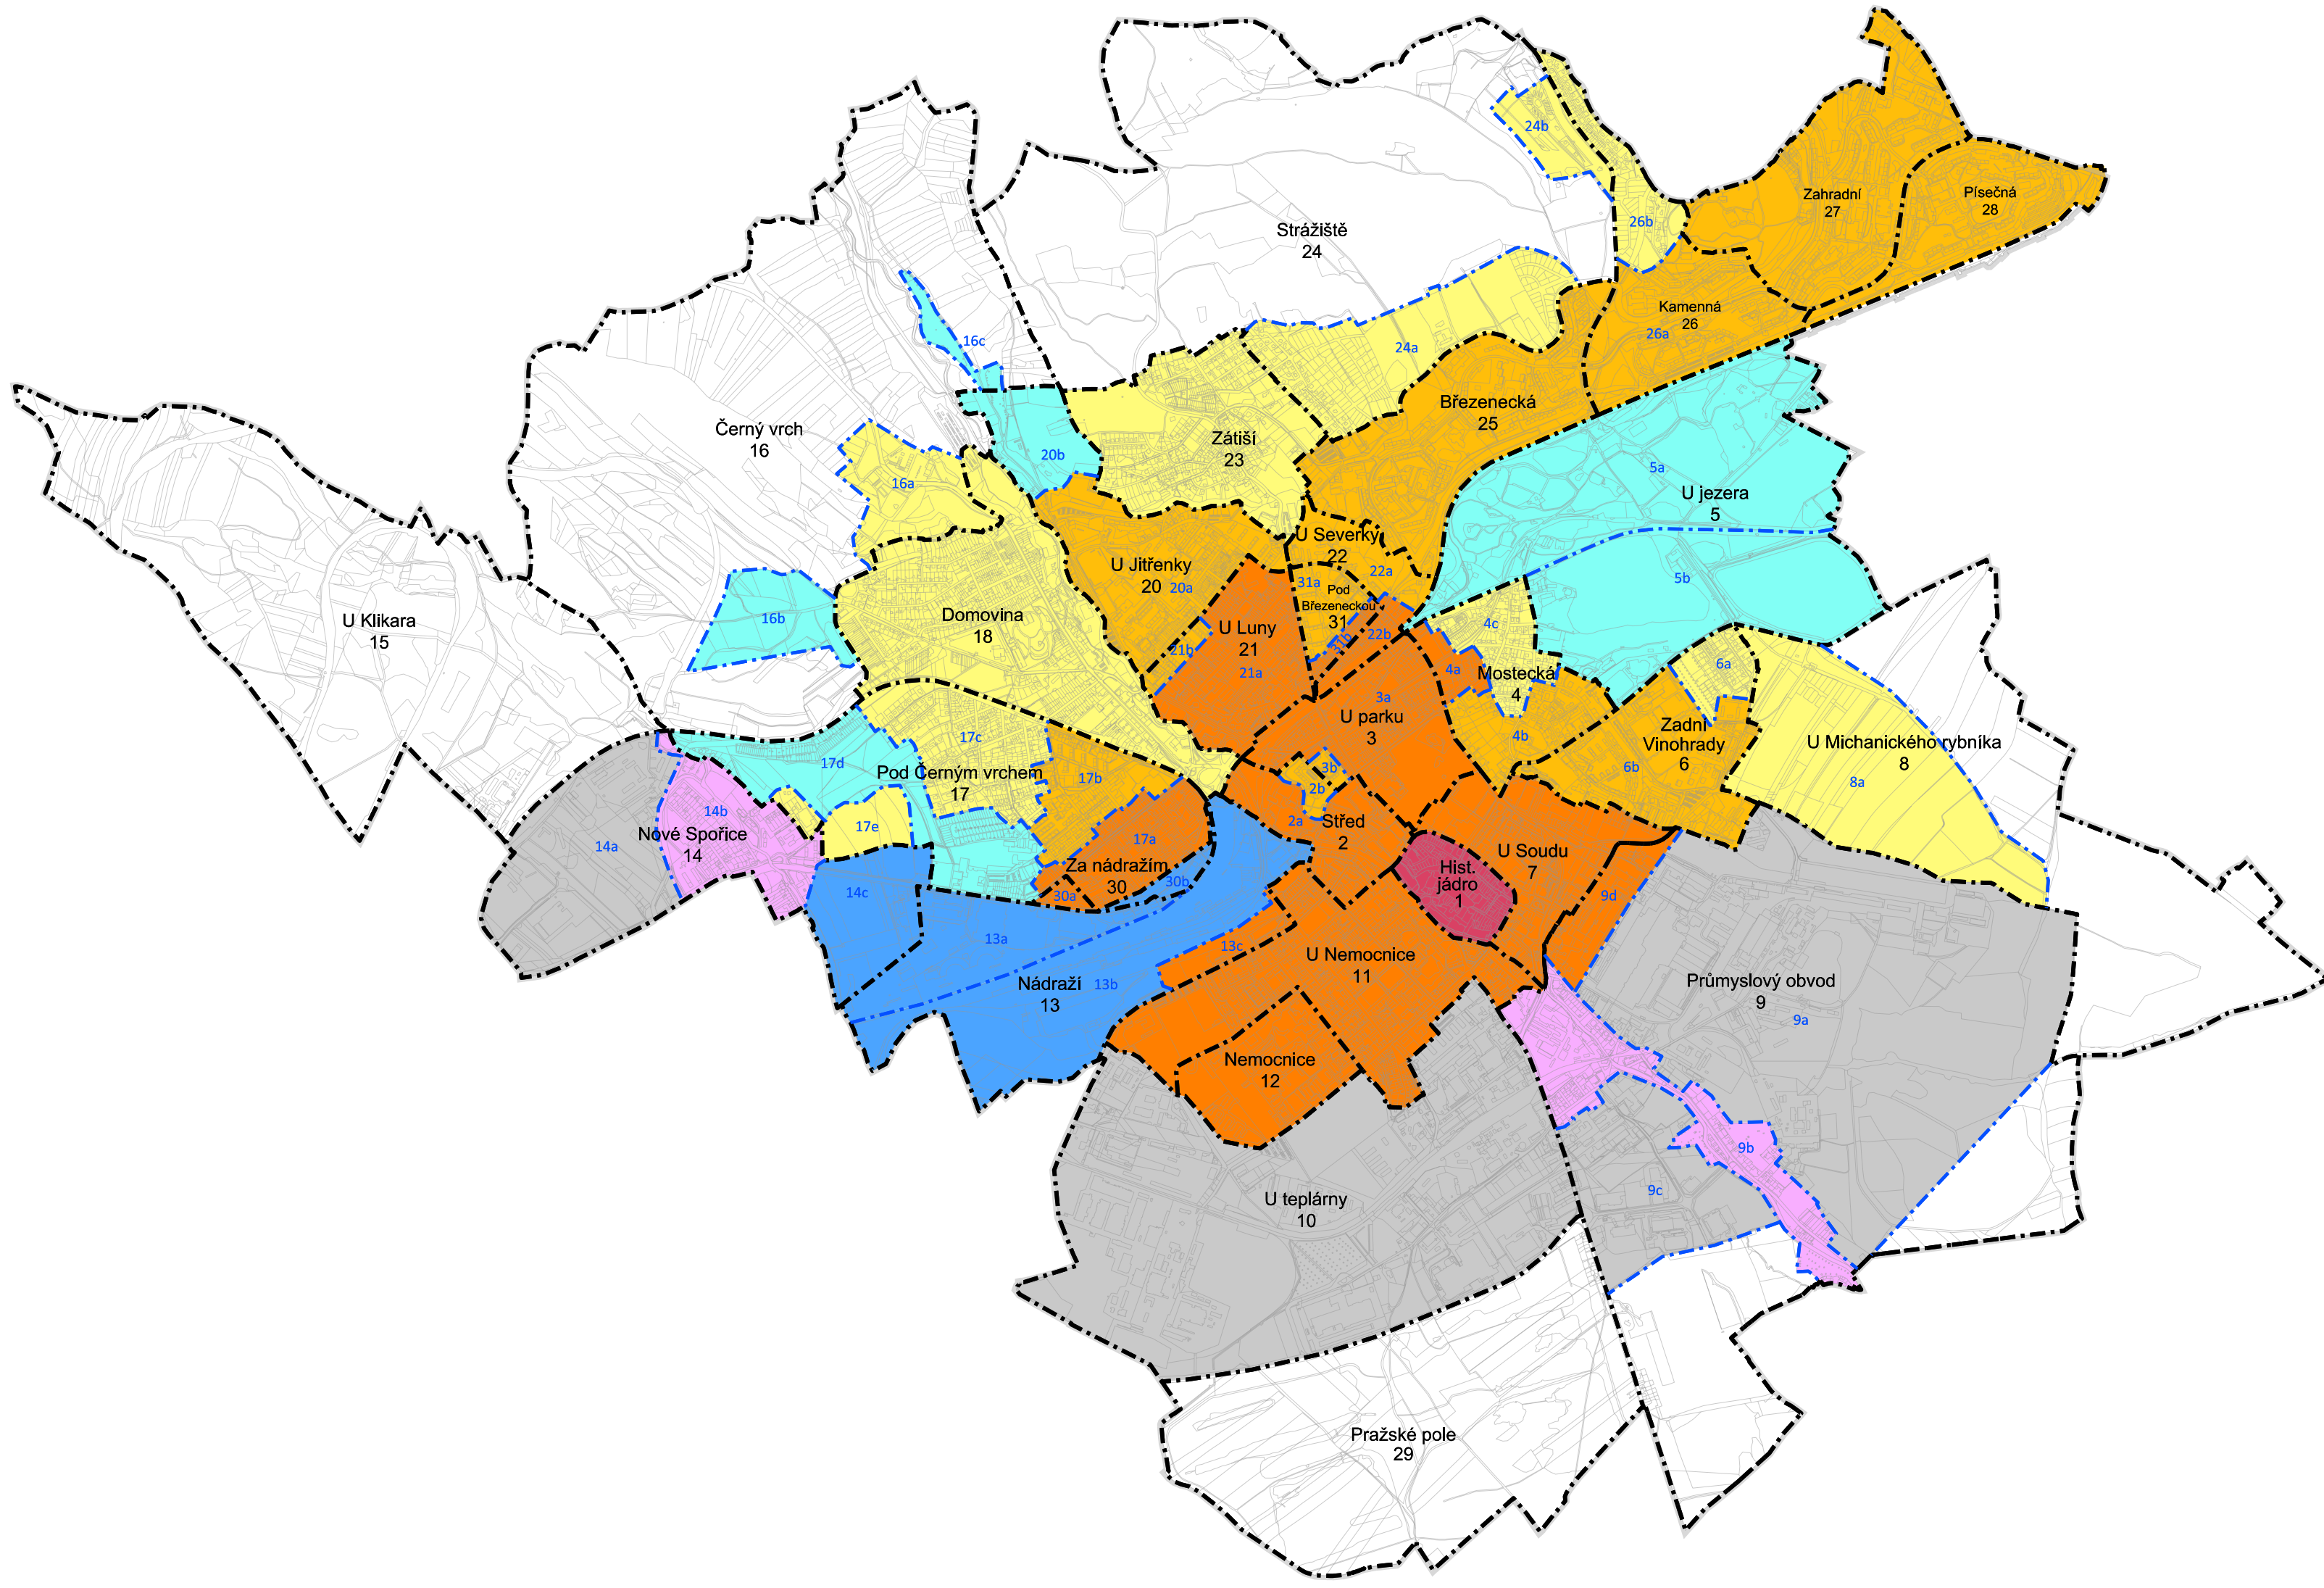 24b
Zahradní
27
Písečná
28
26b
Strážiště
24
Kamenná
26
26a
16c
24a
Březenecká
25
Černý vrch
16
Zátiší
23
20b
5a
16a
U jezera
5
U Severky
22
22a
U Jitřenky
20
20a
31a
Pod
Březeneckou
31
31b
22b
5b
U Klikara
15
16b
Domovina
18
U Luny
21
21b
21a
4c
4a
Mostecká
4
6a
3a
U parku
3
4b
Zadní
Vinohrady
6
6b
U Michanického rybníka
8
8a
17c
17d
Pod Černým vrchem
17
17b
3b
2b
2a
Střed
2
14b
Nové Spořice
14
14a
17e
17a
Za nádražím
30
30a
30b
14c
Hist.
jádro
1
U Soudu
7
9d
13a
13c
Nádraží
13
13b
U Nemocnice
11
Průmyslový obvod
9
9a
Nemocnice
12
9b
9c
U teplárny
10
Pražské pole
29